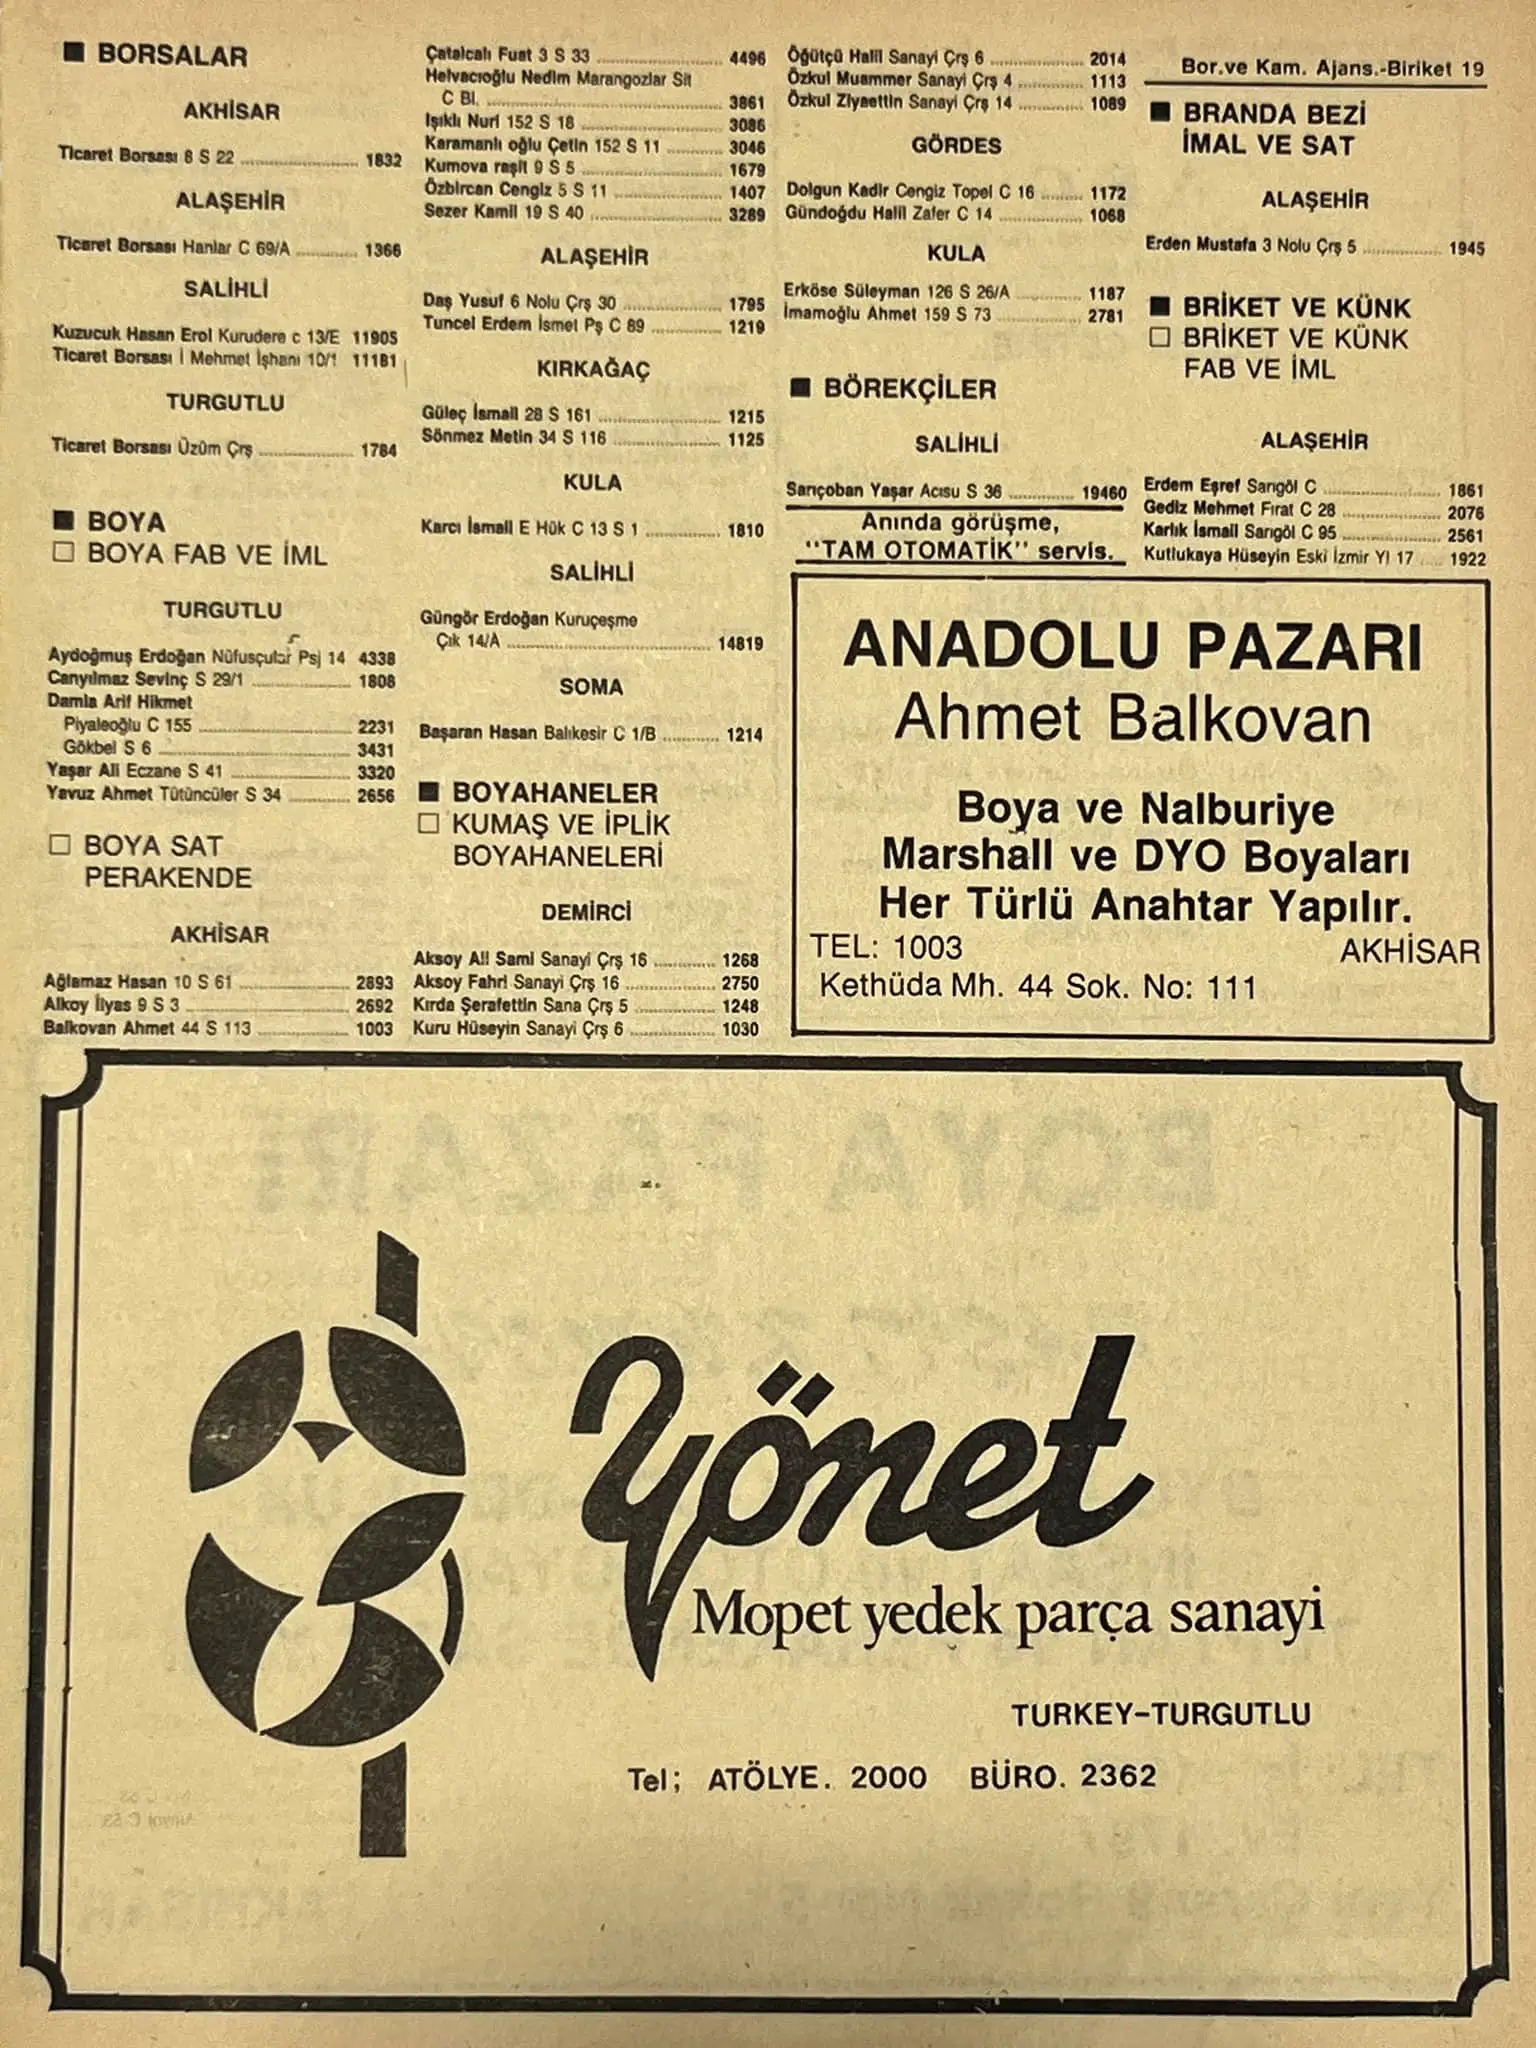 ■ BORSALAR
AKHİSAR
Ticaret Borsası 8 S 22 ........ 1832
ALAŞEHİR
Ticaret Borsası Hanlar C 69/A ........ 1366
SALİHLİ
Kuzucuk Hasan Erol Kurudere c 13/E 11905
Ticaret Borsası İ Mehmet İşhanı 10/1 11181
TURGUTLU
Ticaret Borsası Üzüm Çrş ........ 1784
■ BOYA
□ BOYA FAB VE İML
TURGUTLU
Aydoğmuş Erdoğan Nüfusçular Psj 14 4338
Canyılmaz Sevinç S 29/1 ........ 1808
Damla Arif Hikmet
Piyaleoğlu C 155 ........ 2231
Gökbel S 6 ........ 3431
Yaşar Ali Eczane S 41 ........ 3320
Yavuz Ahmet Tütüncüler S 34 ........ 2656
□ BOYA SAT
PERAKENDE
AKHİSAR
Ağlamaz Hasan 10 S 61 ........ 2893
Alkoy İlyas 9 S 3 ........ 2692
Balkovan Ahmet 44 S 113 ........ 1003
Çatalcalı Fuat 3 S 33 ........ 4496
Helvacıoğlu Nedim Marangozlar Sit
C Bl. ........ 3861
Işıklı Nuri 152 S 18 ........ 3086
Karamanlı oğlu Çetin 152 S 11 ........ 3046
Kumova raşit 9 S 5 ........ 1679
Özbircan Cengiz 5 S 11 ........ 1407
Sezer Kamil 19 S 40 ........ 3289
ALAŞEHİR
Daş Yusuf 6 Nolu Çrş 30 ........ 1795
Tuncel Erdem İsmet Pş C 89 ........ 1219
KIRKAĞAÇ
Güleç İsmail 28 S 161 ........ 1215
Sönmez Metin 34 S 116 ........ 1125
KULA
Karcı İsmail E Hük C 13 S 1 ........ 1810
SALİHLİ
Güngör Erdoğan Kuruçeşme
Çık 14/A ........ 14819
SOMA
Başaran Hasan Balıkesir C 1/B ........ 1214
■ BOYAHANELER
□ KUMAŞ VE İPLİK
BOYAHANELERİ
DEMİRCİ
Aksoy Ali Sami Sanayi Çrş 16 ........ 1268
Aksoy Fahri Sanayi Çrş 16 ........ 2750
Kırda Şerafettin Sana Çrş 5 ........ 1248
Kuru Hüseyin Sanayi Çrş 6 ........ 1030
Öğütçü Halil Sanayi Çrş 6 ........ 2014
Özkul Muammer Sanayi Çrş 4 ........ 1113
Özkul Ziyaettin Sanayi Çrş 14 ........ 1089
GÖRDES
Dolgun Kadir Cengiz Topel C 16 ........ 1172
Gündoğdu Halil Zafer C 14 ........ 1068
KULA
Erköse Süleyman 126 S 26/A ........ 1187
İmamoğlu Ahmet 159 S 73 ........ 2781
■ BÖREKÇİLER
SALİHLİ
Sarıçoban Yaşar Acısu S 36 ........ 19460
Anında görüşme,
"TAM OTOMATİK" servis.
Bor.ve Kam. Ajans.-Biriket 19
■ BRANDA BEZİ
İMAL VE SAT
ALAŞEHİR
Erden Mustafa 3 Nolu Çrş 5 ........ 1945
■ BRİKET VE KÜNK
□ BRİKET VE KÜNK
FAB VE İML
ALAŞEHİR
Erdem Eşref Sarıgöl C ........ 1861
Gediz Mehmet Fırat C 28 ........ 2076
Karlık İsmail Sarıgöl C 95 ........ 2561
Kutlukaya Hüseyin Eski İzmir Yl 17 .... 1922
ANADOLU PAZARI
Ahmet Balkovan
Boya ve Nalburiye
Marshall ve DYO Boyaları
Her Türlü Anahtar Yapılır.
TEL: 1003 AKHİSAR
Kethüda Mh. 44 Sok. No: 111
Yönet
Mopet yedek parça sanayi
TURKEY-TURGUTLU
Tel; ATÖLYE. 2000 BÜRO. 2362